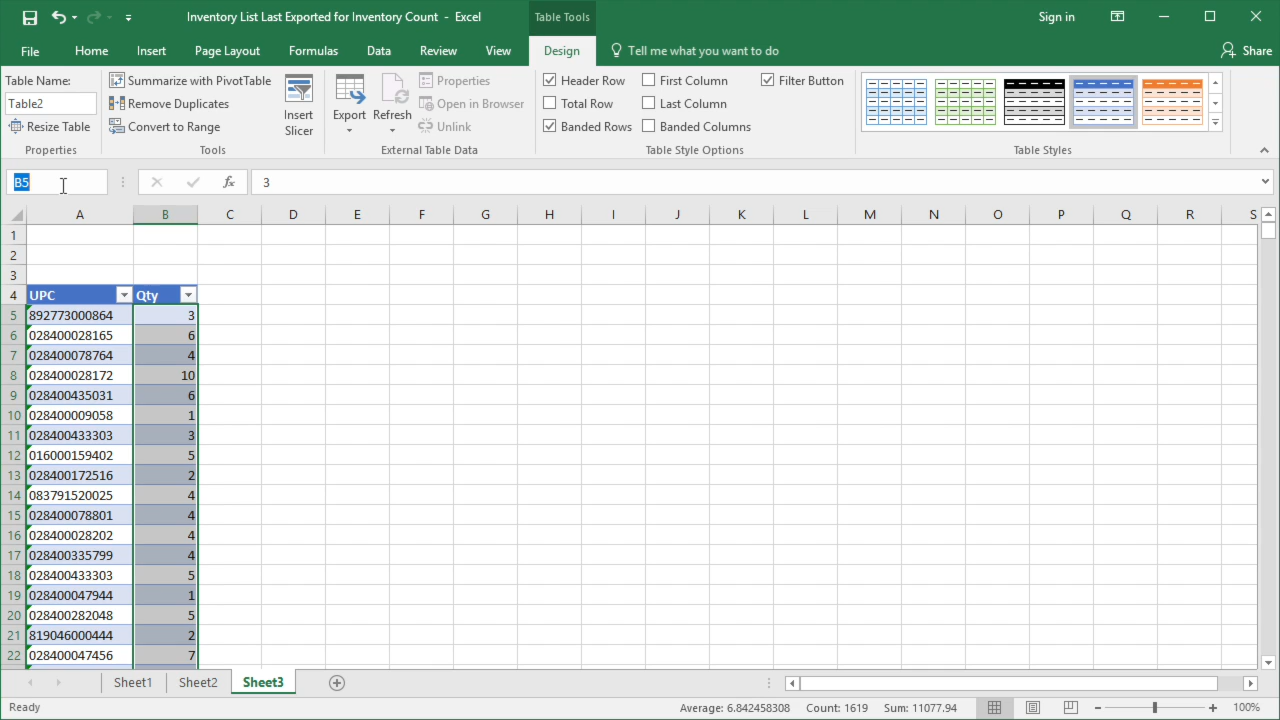 Inventory List Last Exported for Inventory Count - Excel
Table Tools
Sign in
File Home Insert Page Layout Formulas Data Review View Design Tell me what you want to do Share
Table Name:
Table2
Resize Table
Properties
Summarize with PivotTable
Remove Duplicates
Convert to Range
Tools
Insert Slicer
Export
Refresh
Properties
Open in Browser
Unlink
External Table Data
Header Row First Column Filter Button
Total Row Last Column
Banded Rows Banded Columns
Table Style Options
Table Styles
B5 fx 3
A B C D E F G H I J K L M N O P Q R S
1
2
3
4 UPC Qty
5 892773000864 3
6 028400028165 6
7 028400078764 4
8 028400028172 10
9 028400435031 6
10 028400009058 1
11 028400433303 3
12 016000159402 5
13 028400172516 2
14 083791520025 4
15 028400078801 4
16 028400028202 4
17 028400335799 4
18 028400433303 5
19 028400047944 1
20 028400282048 5
21 819046000444 2
22 028400047456 7
Sheet1 Sheet2 Sheet3
Ready Average: 6.842458308 Count: 1619 Sum: 11077.94 100%